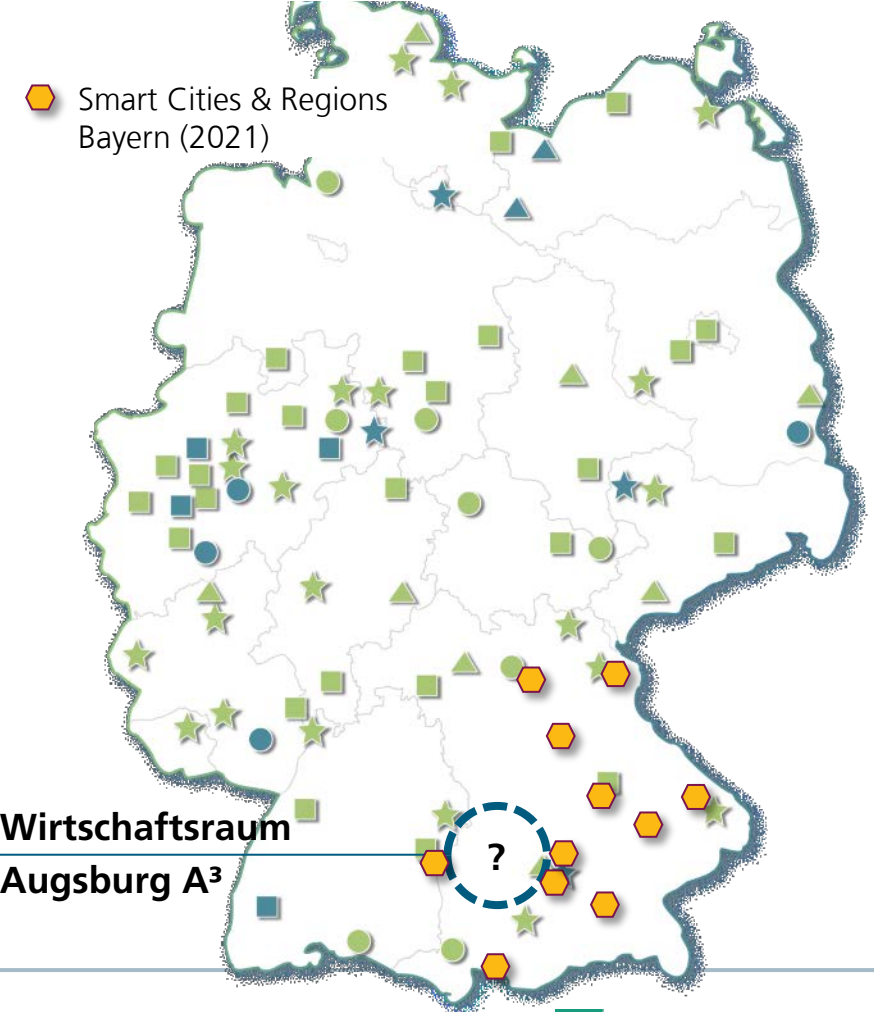 Smart Cities & Regions
Bayern (2021)
Wirtschaftsraum
?
Augsburg A³